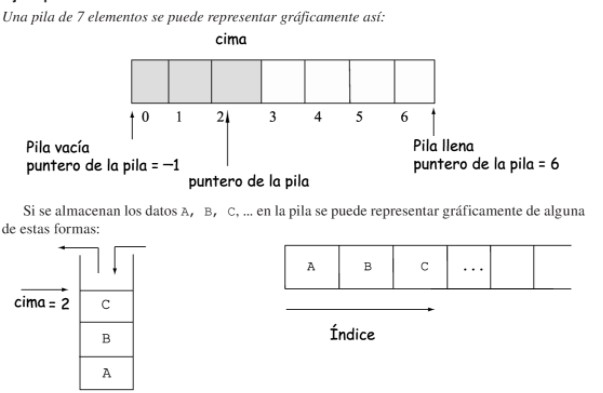 Una pila de 7 elementos se puede representar gráficamente así:
cima
0 1 2 3 4 5 6
Pila vacía
puntero de la pila = –1
puntero de la pila
Pila llena
puntero de la pila = 6
Si se almacenan los datos A, B, C, ... en la pila se puede representar gráficamente de alguna
de estas formas:
cima = 2
C
B
A
A B C ...
Índice